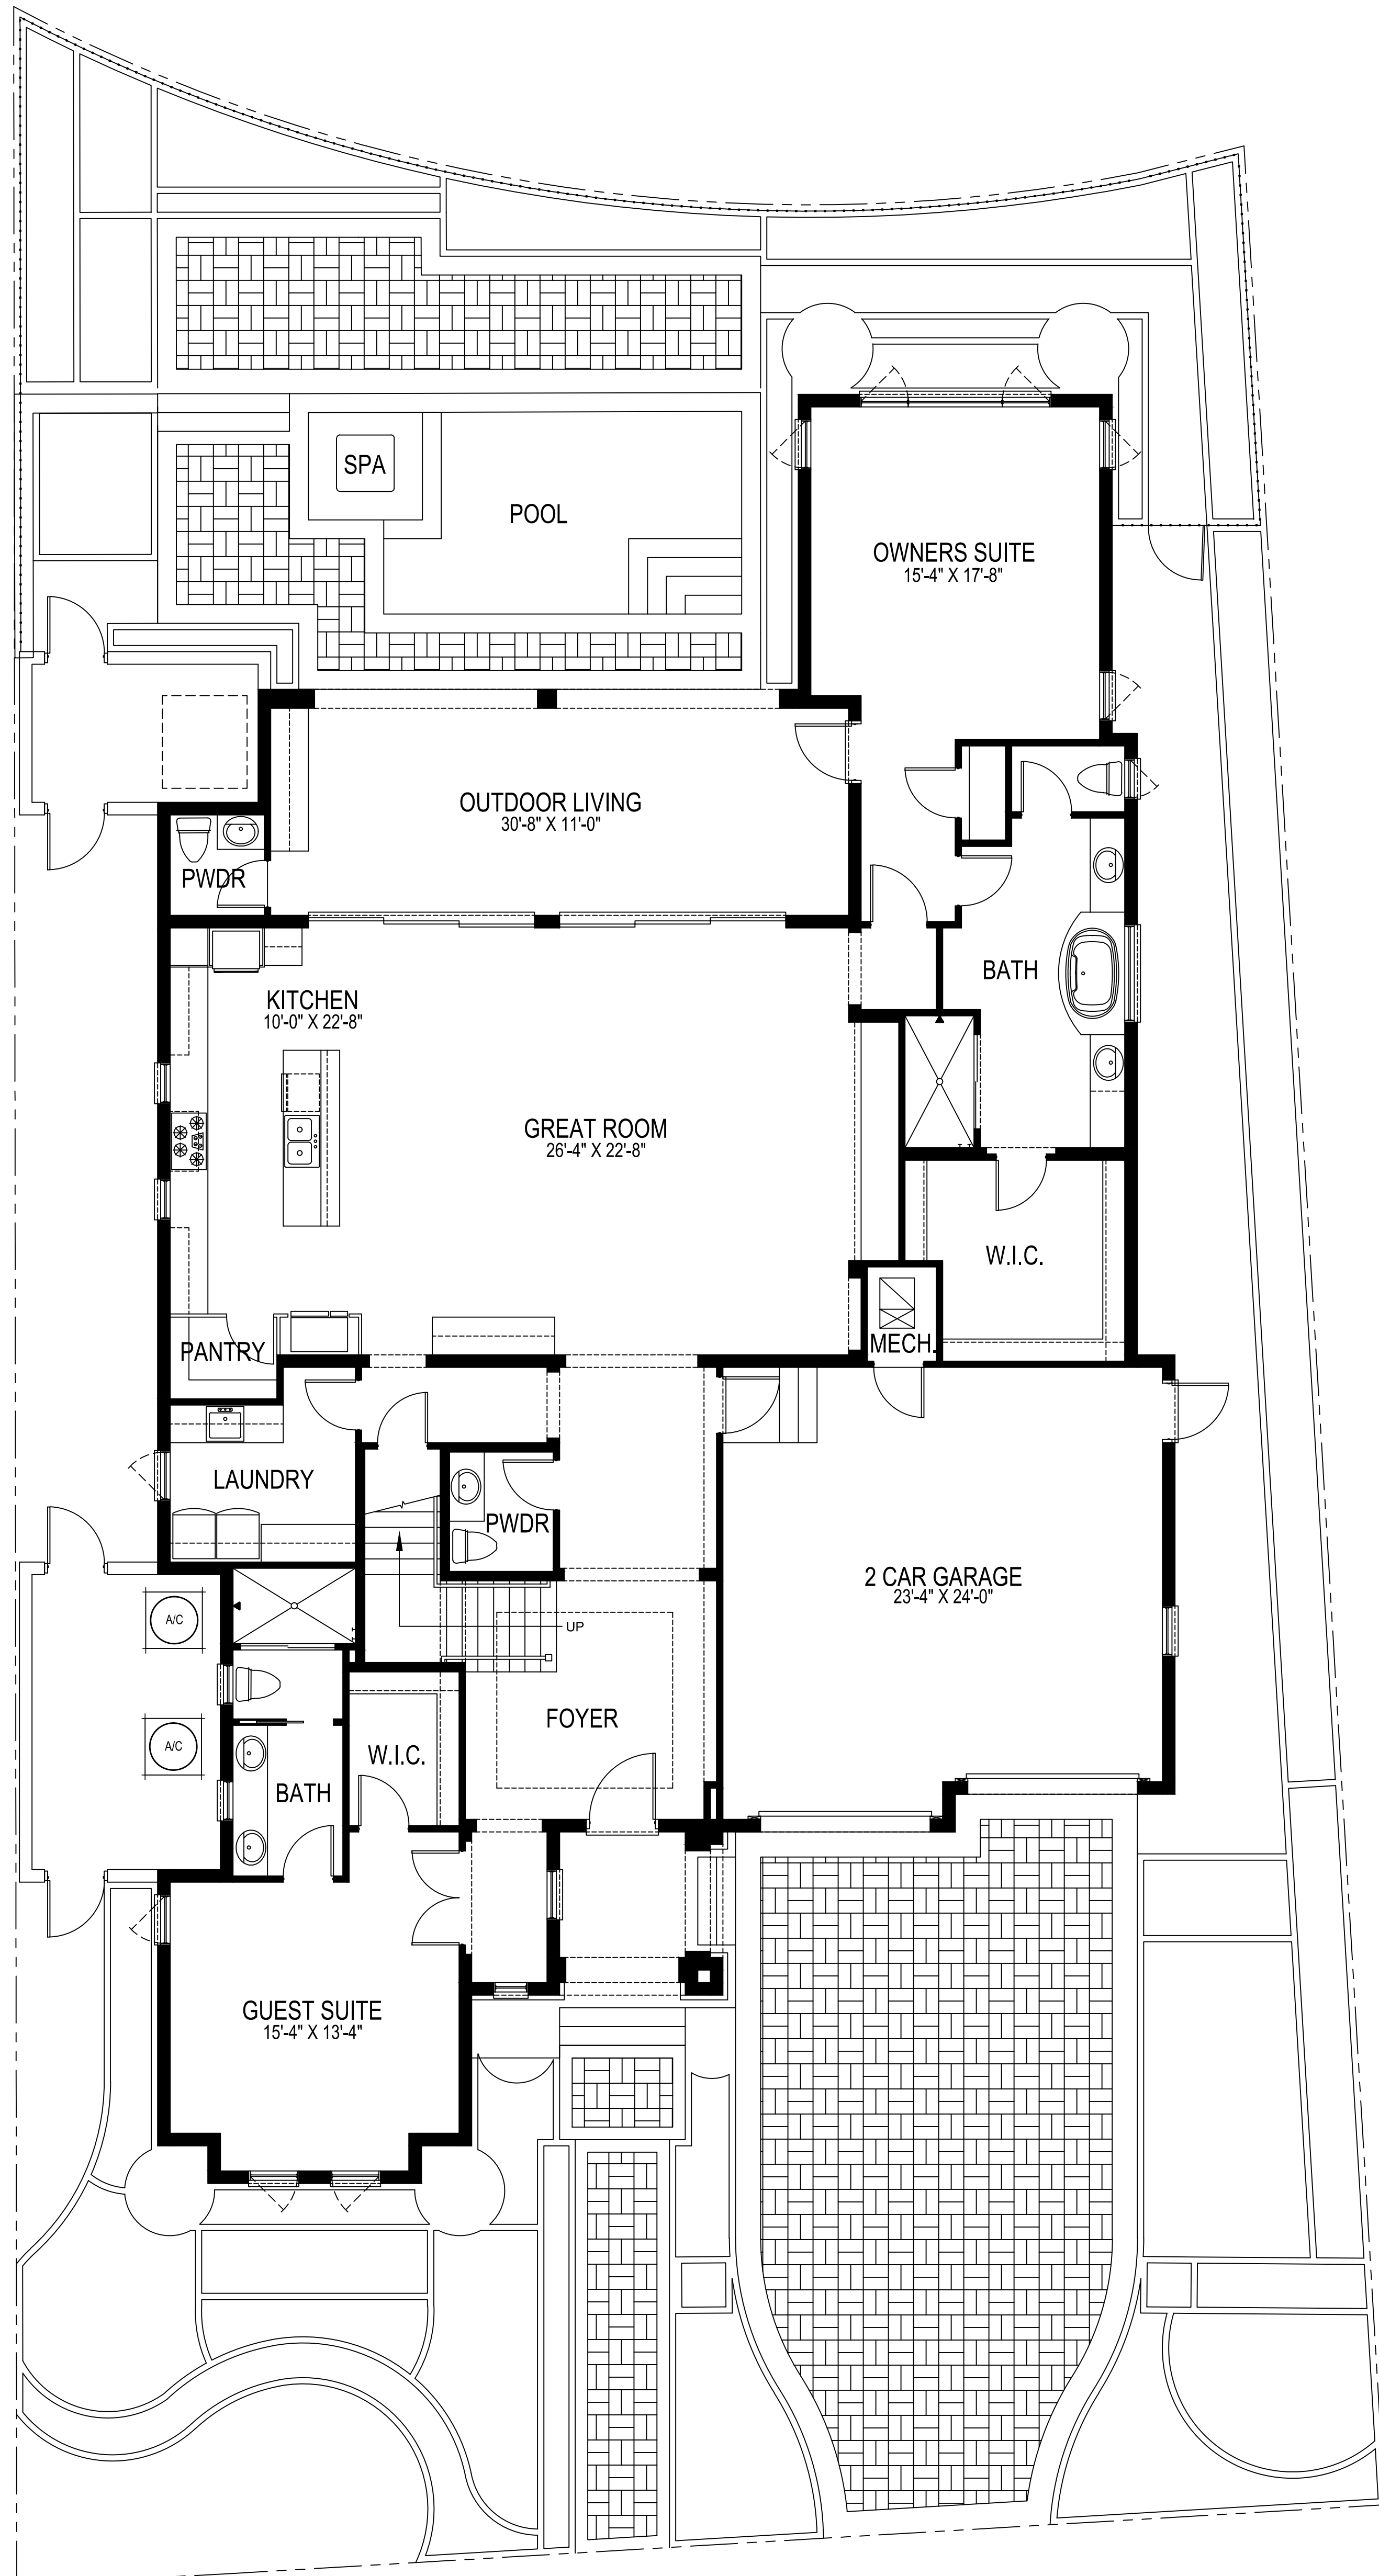 SPA
POOL
OWNERS SUITE
15'-4" X 17'-8"
OUTDOOR LIVING
30'-8" X 11'-0"
PWDR
BATH
KITCHEN
10'-0" X 22'-8"
GREAT ROOM
26'-4" X 22'-8"
W.I.C.
MECH.
PANTRY
LAUNDRY
PWDR
2 CAR GARAGE
23'-4" X 24'-0"
A/C
UP
FOYER
A/C
W.I.C.
BATH
GUEST SUITE
15'-4" X 13'-4"